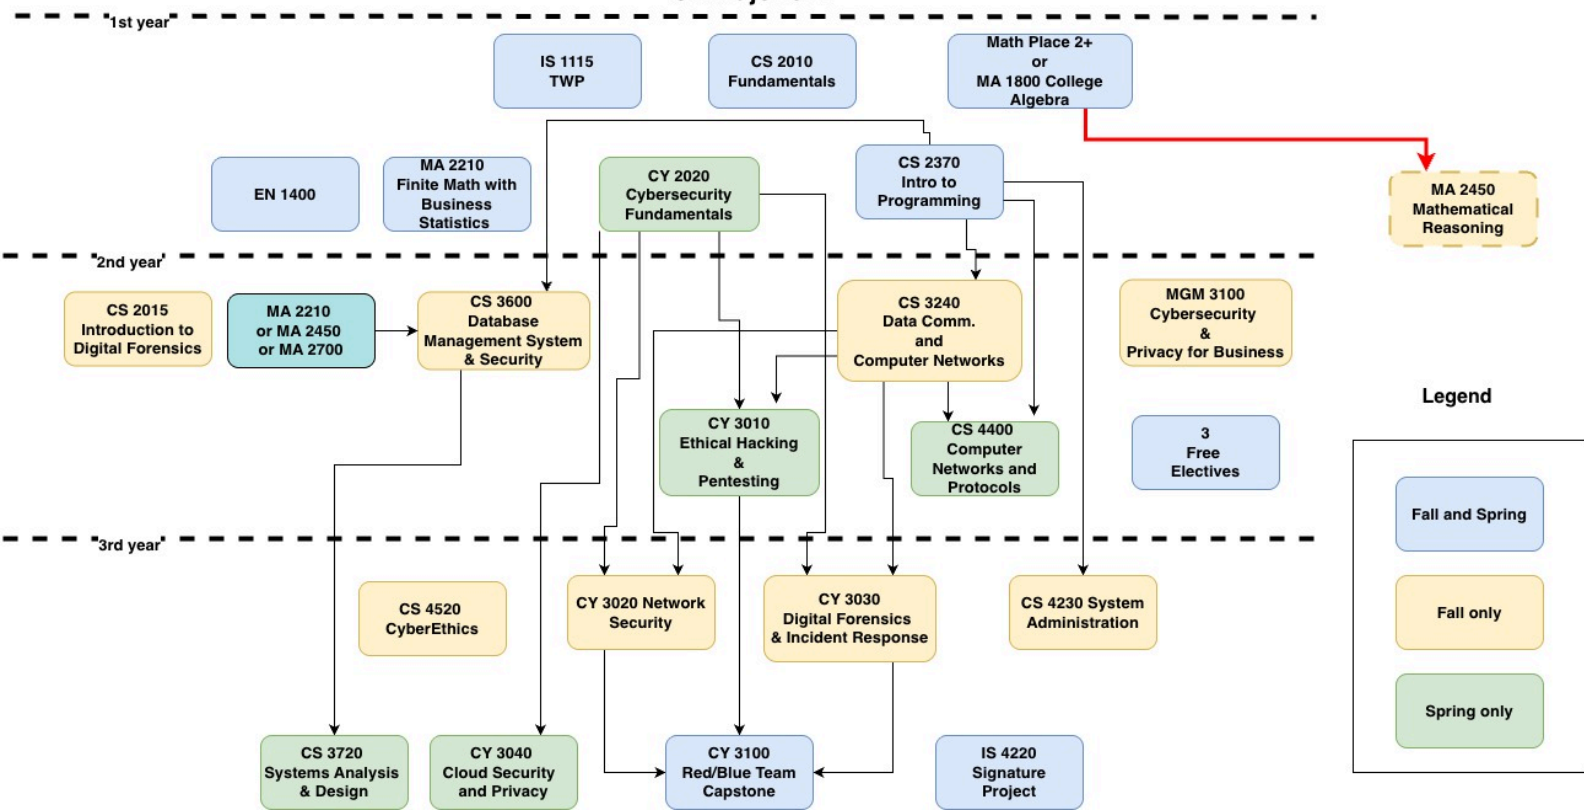 1st year
IS 1115
TWP
CS 2010
Fundamentals
Math Place 2+
or
MA 1800 College
Algebra
EN 1400
MA 2210
Finite Math with
Business
Statistics
CY 2020
Cybersecurity
Fundamentals
CS 2370
Intro to
Programming
MA 2450
Mathematical
Reasoning
2nd year
CS 2015
Introduction to
Digital Forensics
MA 2210
or MA 2450
or MA 2700
CS 3600
Database
Management System
& Security
CS 3240
Data Comm.
and
Computer Networks
MGM 3100
Cybersecurity
&
Privacy for Business
CY 3010
Ethical Hacking
&
Pentesting
CS 4400
Computer
Networks and
Protocols
3
Free
Electives
3rd year
CS 4520
CyberEthics
CY 3020 Network
Security
CY 3030
Digital Forensics
& Incident Response
CS 4230 System
Administration
CS 3720
Systems Analysis
& Design
CY 3040
Cloud Security
and Privacy
CY 3100
Red/Blue Team
Capstone
IS 4220
Signature
Project
Legend
Fall and Spring
Fall only
Spring only